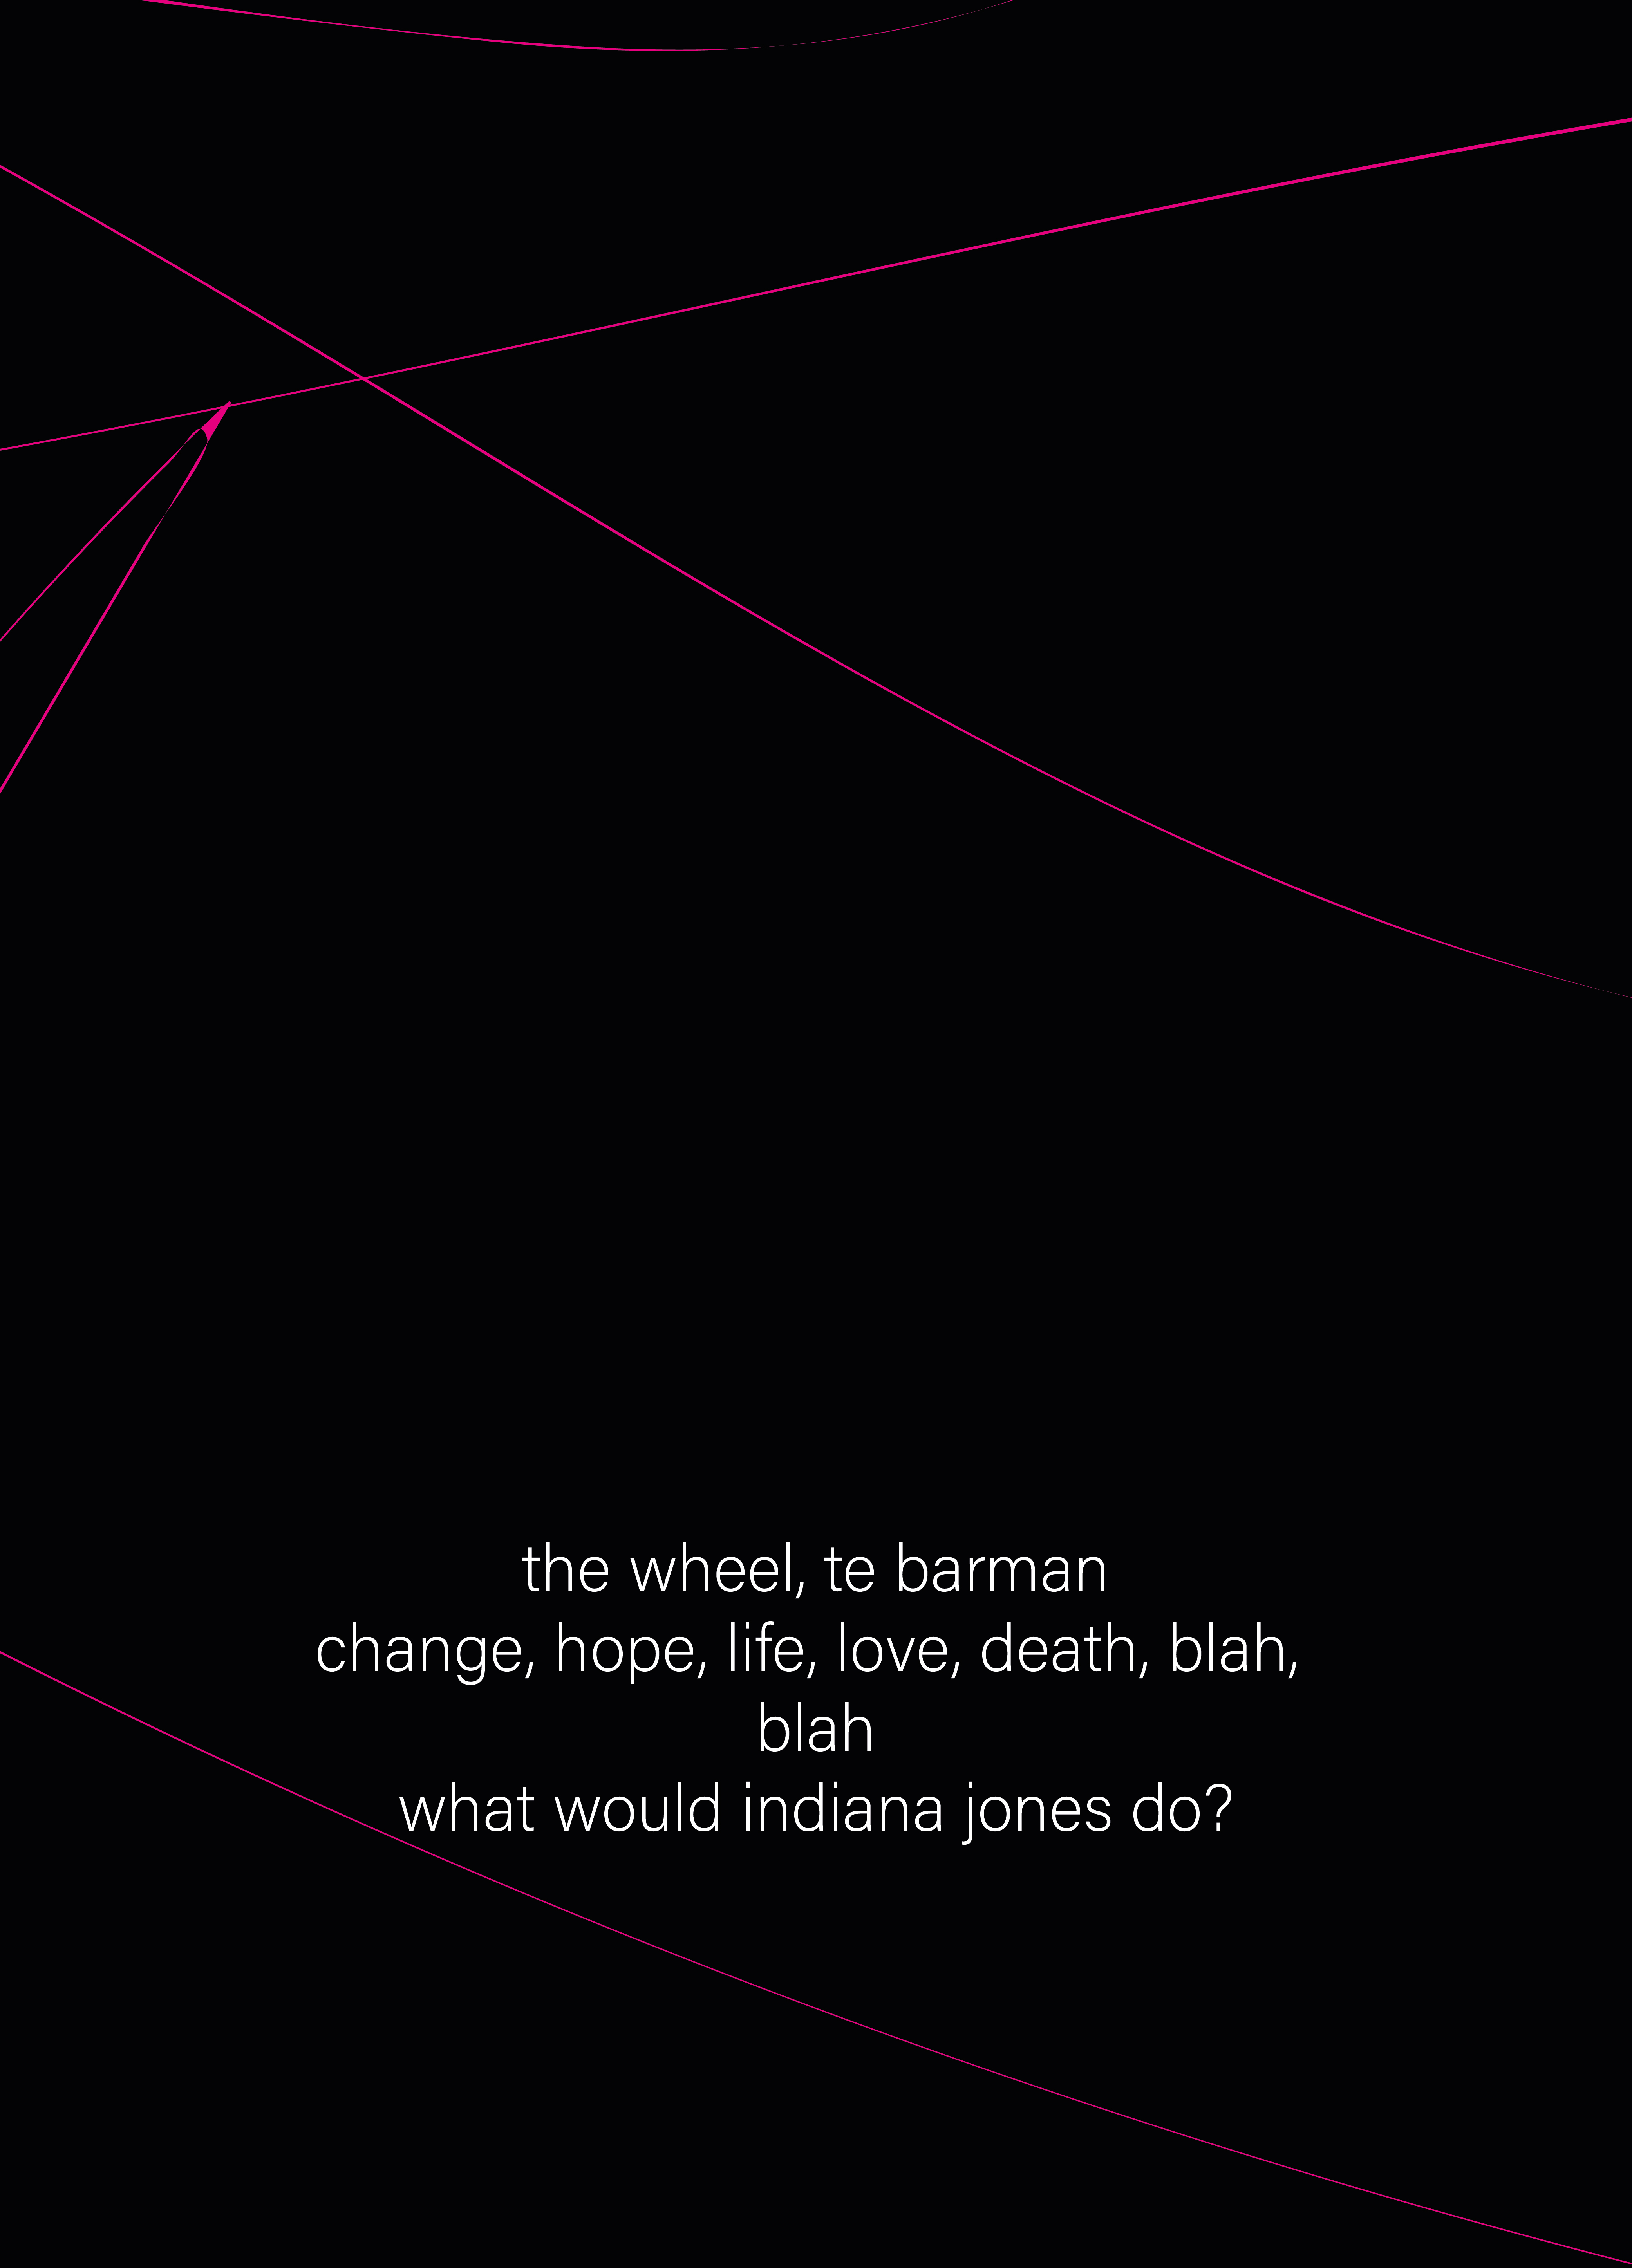 the wheel, te barman
change, hope, life, love, death, blah,
blah
what would indiana jones do?